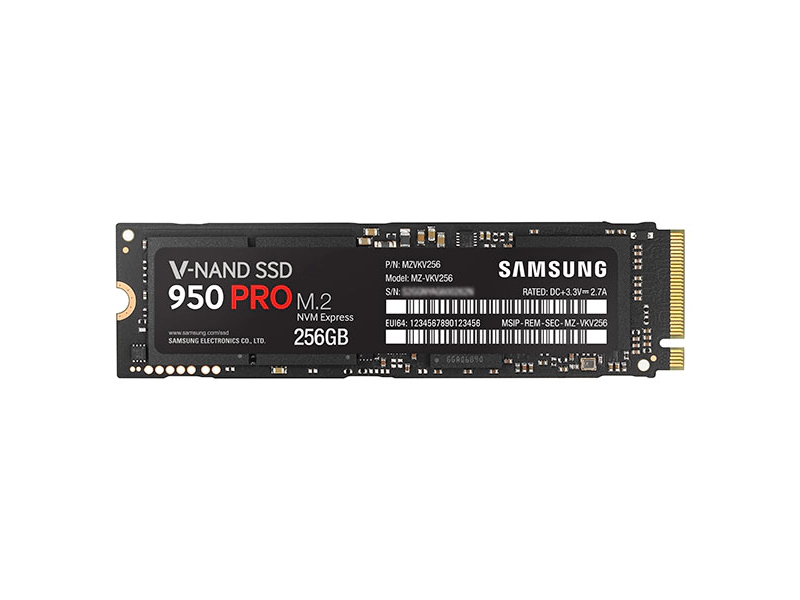 V-NAND SSD
950 PRO M.2
NVM Express
www.samsung.com/ssd
SAMSUNG ELECTRONICS CO., LTD.
256GB
P/N: MZVKV256
Model: MZ-VKV256
S/N:
SAMSUNG
RATED: DC+3.3V⎓ 2.7A
EUI64: 1234567890123456
MSIP-REM-SEC-MZ-VKV256